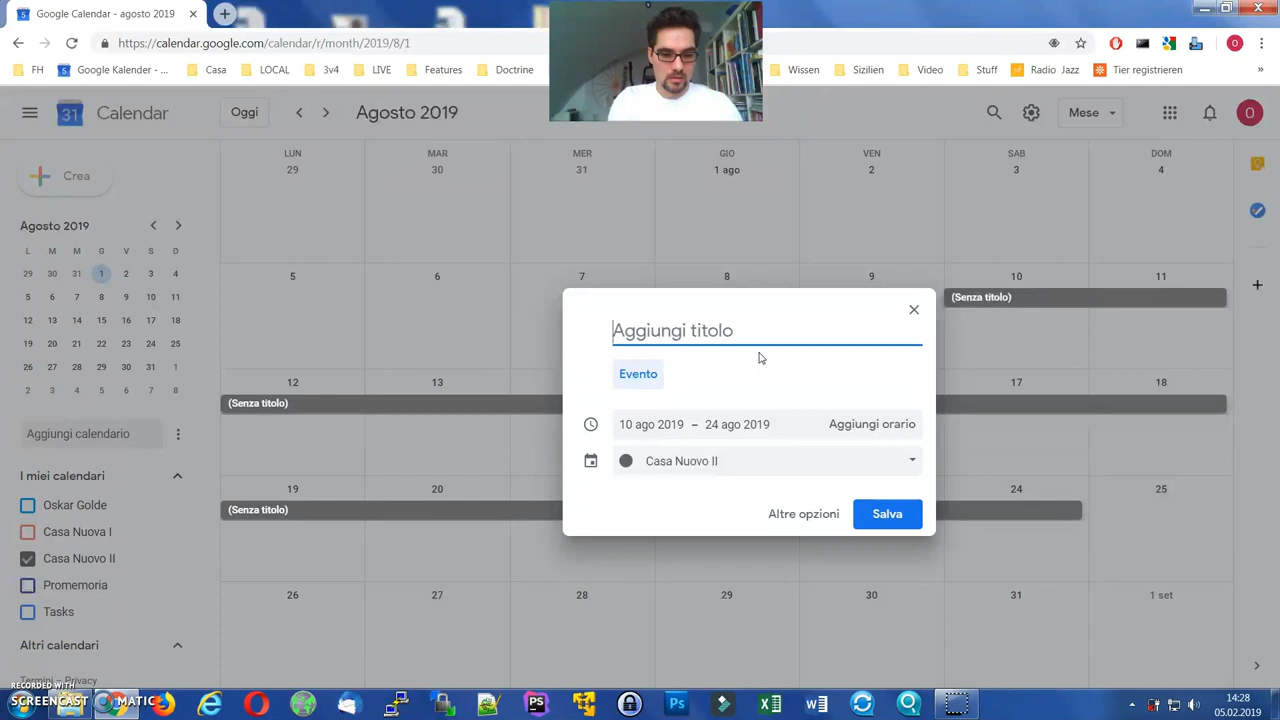 Google Calendar - agosto 2019
https://calendar.google.com/calendar/r/month/2019/8/1
FH
Google Kalender - ...
Casa
LOCAL
3v4
LIVE
Features
Doctrine
Wissen
Sizilien
Video
Stuff
Radio Jazz
Tier registrieren
»
31
Calendar
Oggi
Agosto 2019
Mese
O
Crea
LUN
MAR
MER
GIO
VEN
SAB
DOM
29
30
31
1 ago
2
3
4
Agosto 2019
L M M G V S D
29 30 31 1 2 3 4
5 6 7 8 9 10 11
12 13 14 15 16 17 18
19 20 21 22 23 24 25
26 27 28 29 30 31 1
2 3 4 5 6 7 8
5
6
7
8
9
10
11
(Senza titolo)
12
13
17
18
(Senza titolo)
19
20
24
25
(Senza titolo)
26
27
28
29
30
31
1 set
Aggiungi titolo
Evento
10 ago 2019 – 24 ago 2019
Aggiungi orario
Casa Nuovo II
Altre opzioni
Salva
Aggiungi calendario
I miei calendari
Oskar Golde
Casa Nuova I
Casa Nuovo II
Promemoria
Tasks
Altri calendari
Termini – Privacy
RECORDED WITH
SCREENCAST MATIC
14:28
05.02.2019